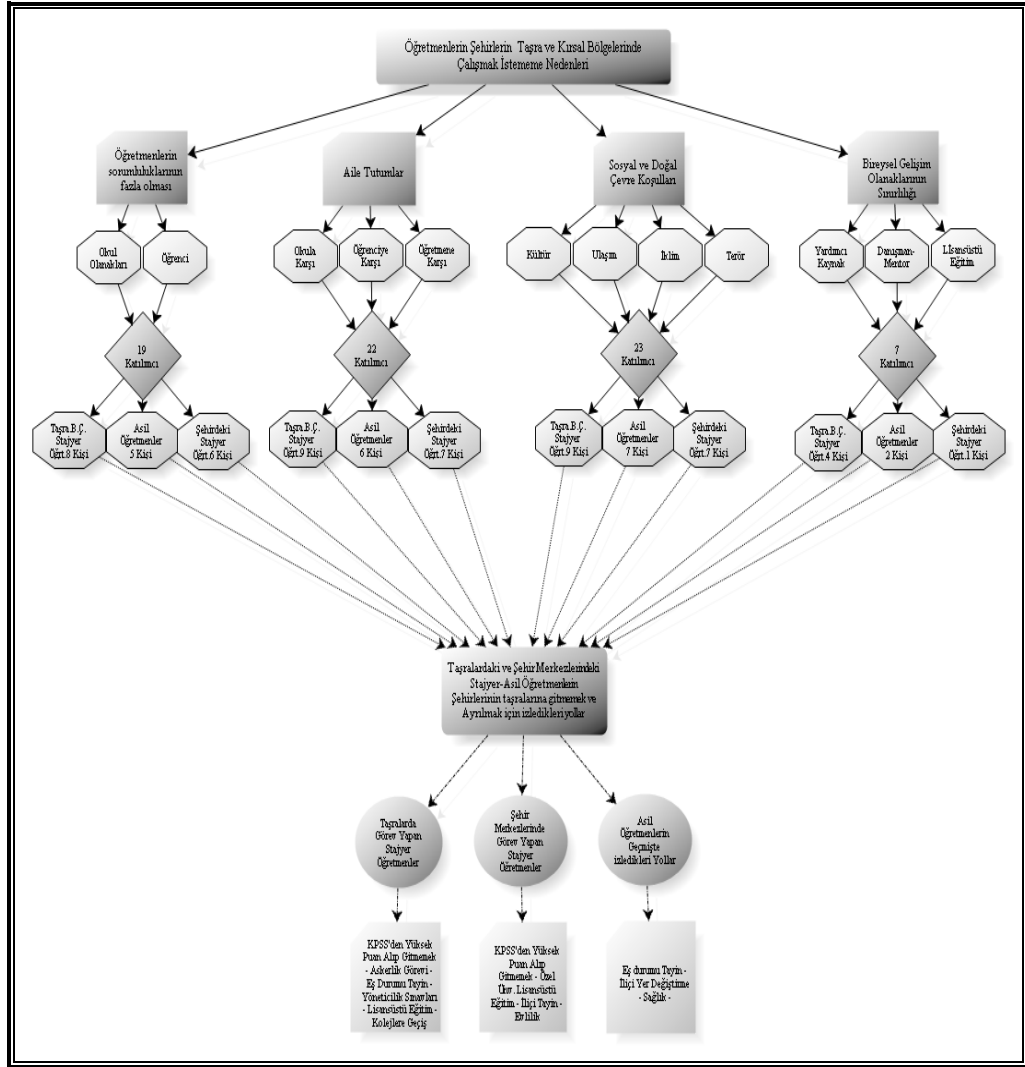 Öğretmenlerin Şehirlerin Taşra ve Kırsal Bölgelerinde
Çalışmak İstememe Nedenleri
Öğretmenlerin
sorumluluklarının
fazla olması
Aile Tutumlar
Sosyal ve Doğal
Çevre Koşulları
Bireysel Gelişim
Olanaklarının
Sınırlılığı
Okul
Olanakları
Öğrenci
Okula
Karşı
Öğrenciye
Karşı
Öğretmene
Karşı
Kültür
Ulaşım
İklim
Terör
Yardımcı
Kaynak
Danışman-
Mentor
Lisansüstü
Eğitim
19
Katılımcı
22
Katılımcı
23
Katılımcı
7
Katılımcı
Taşra.B.Ç.
Stajyer
Öğrt.8 Kişi
Asil
Öğretmenler
5 Kişi
Şehirdeki
Stajyer
Öğrt.6 Kişi
Taşra.B.Ç.
Stajyer
Öğrt.9 Kişi
Asil
Öğretmenler
6 Kişi
Şehirdeki
Stajyer
Öğrt.7 Kişi
Taşra.B.Ç.
Stajyer
Öğrt.9 Kişi
Asil
Öğretmenler
7 Kişi
Şehirdeki
Stajyer
Öğrt.7 Kişi
Taşra.B.Ç.
Stajyer
Öğrt.4 Kişi
Asil
Öğretmenler
2 Kişi
Şehirdeki
Stajyer
Öğrt.1 Kişi
Taşralardaki ve Şehir Merkezlerindeki
Stajyer-Asil Öğretmenlerin
Şehirlerinin taşralarına gitmemek ve
Ayrılmak için izledikleri yollar
Taşralarda
Görev Yapan
Stajyer
Öğretmenler
Şehir
Merkezlerinde
Görev Yapan
Stajyer
Öğretmenler
Asil
Öğretmenlerin
Geçmişte
izledikleri Yollar
KPSS'den Yüksek
Puan Alıp Gitmemek
- Askerlik Görevi -
Eş Durumu Tayin -
Yöneticilik Sınavları
- Lisansüstü Eğitim -
Kolejlere Geçiş
KPSS'den Yüksek
Puan Alıp
Gitmemek - Özel
Ünv. Lisansüstü
Eğitim - İliçi Tayin -
Evlilik
Eş durumu Tayin -
İliçi Yer Değiştirme
- Sağlık -